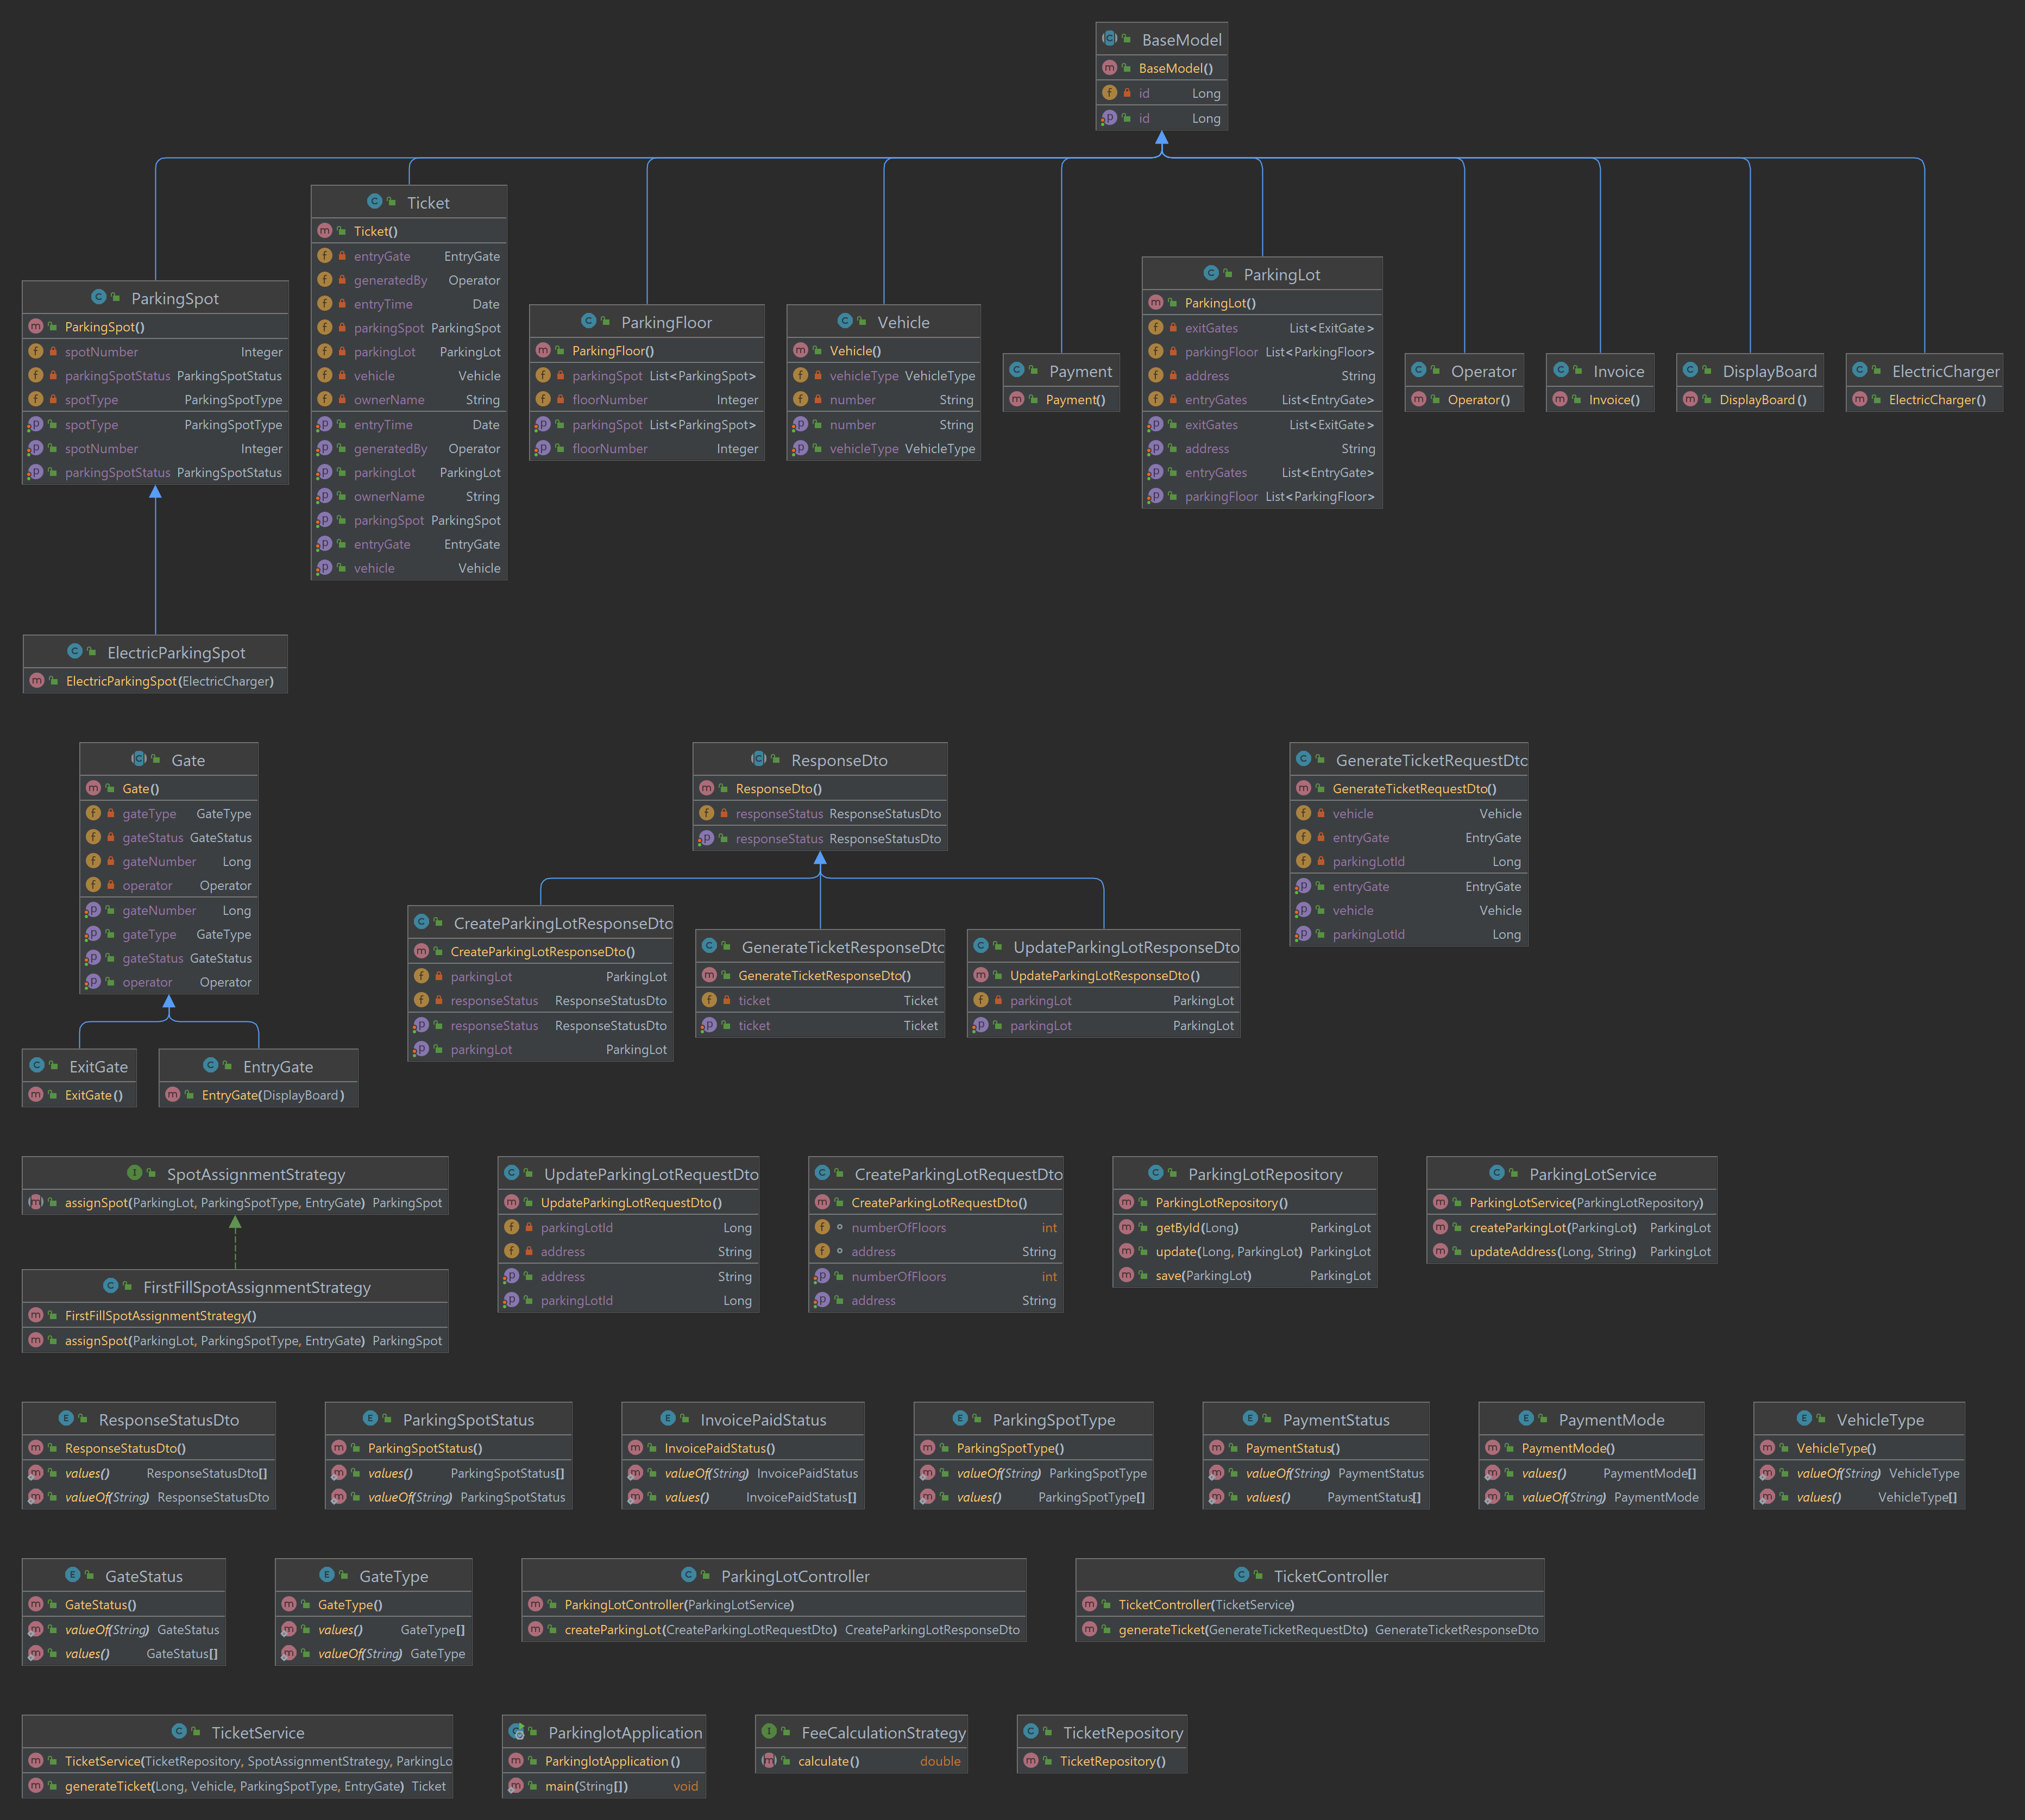 BaseModel
BaseModel()
id Long
id Long
Ticket
Ticket()
entryGate EntryGate
generatedBy Operator
entryTime Date
parkingSpot ParkingSpot
parkingLot ParkingLot
vehicle Vehicle
ownerName String
entryTime Date
generatedBy Operator
parkingLot ParkingLot
ownerName String
parkingSpot ParkingSpot
entryGate EntryGate
vehicle Vehicle
ParkingSpot
ParkingSpot()
spotNumber Integer
parkingSpotStatus ParkingSpotStatus
spotType ParkingSpotType
spotType ParkingSpotType
spotNumber Integer
parkingSpotStatus ParkingSpotStatus
ParkingFloor
ParkingFloor()
parkingSpot List<ParkingSpot>
floorNumber Integer
parkingSpot List<ParkingSpot>
floorNumber Integer
Vehicle
Vehicle()
vehicleType VehicleType
number String
number String
vehicleType VehicleType
Payment
Payment()
ParkingLot
ParkingLot()
exitGates List<ExitGate>
parkingFloor List<ParkingFloor>
address String
entryGates List<EntryGate>
exitGates List<ExitGate>
address String
entryGates List<EntryGate>
parkingFloor List<ParkingFloor>
Operator
Operator()
Invoice
Invoice()
DisplayBoard
DisplayBoard()
ElectricCharger
ElectricCharger()
ElectricParkingSpot
ElectricParkingSpot(ElectricCharger)
Gate
Gate()
gateType GateType
gateStatus GateStatus
gateNumber Long
operator Operator
gateNumber Long
gateType GateType
gateStatus GateStatus
operator Operator
ResponseDto
ResponseDto()
responseStatus ResponseStatusDto
responseStatus ResponseStatusDto
GenerateTicketRequestDto
GenerateTicketRequestDto()
vehicle Vehicle
entryGate EntryGate
parkingLotId Long
entryGate EntryGate
vehicle Vehicle
parkingLotId Long
CreateParkingLotResponseDto
CreateParkingLotResponseDto()
parkingLot ParkingLot
responseStatus ResponseStatusDto
responseStatus ResponseStatusDto
parkingLot ParkingLot
GenerateTicketResponseDto
GenerateTicketResponseDto()
ticket Ticket
ticket Ticket
UpdateParkingLotResponseDto
UpdateParkingLotResponseDto()
parkingLot ParkingLot
parkingLot ParkingLot
ExitGate
ExitGate()
EntryGate
EntryGate(DisplayBoard)
SpotAssignmentStrategy
assignSpot(ParkingLot, ParkingSpotType, EntryGate) ParkingSpot
FirstFillSpotAssignmentStrategy
FirstFillSpotAssignmentStrategy()
assignSpot(ParkingLot, ParkingSpotType, EntryGate) ParkingSpot
UpdateParkingLotRequestDto
UpdateParkingLotRequestDto()
parkingLotId Long
address String
address String
parkingLotId Long
CreateParkingLotRequestDto
CreateParkingLotRequestDto()
numberOfFloors int
address String
numberOfFloors int
address String
ParkingLotRepository
ParkingLotRepository()
getById(Long) ParkingLot
update(Long, ParkingLot) ParkingLot
save(ParkingLot) ParkingLot
ParkingLotService
ParkingLotService(ParkingLotRepository)
createParkingLot(ParkingLot) ParkingLot
updateAddress(Long, String) ParkingLot
ResponseStatusDto
ResponseStatusDto()
values() ResponseStatusDto[]
valueOf(String) ResponseStatusDto
ParkingSpotStatus
ParkingSpotStatus()
values() ParkingSpotStatus[]
valueOf(String) ParkingSpotStatus
InvoicePaidStatus
InvoicePaidStatus()
valueOf(String) InvoicePaidStatus
values() InvoicePaidStatus[]
ParkingSpotType
ParkingSpotType()
valueOf(String) ParkingSpotType
values() ParkingSpotType[]
PaymentStatus
PaymentStatus()
valueOf(String) PaymentStatus
values() PaymentStatus[]
PaymentMode
PaymentMode()
values() PaymentMode[]
valueOf(String) PaymentMode
VehicleType
VehicleType()
valueOf(String) VehicleType
values() VehicleType[]
GateStatus
GateStatus()
valueOf(String) GateStatus
values() GateStatus[]
GateType
GateType()
values() GateType[]
valueOf(String) GateType
ParkingLotController
ParkingLotController(ParkingLotService)
createParkingLot(CreateParkingLotRequestDto) CreateParkingLotResponseDto
TicketController
TicketController(TicketService)
generateTicket(GenerateTicketRequestDto) GenerateTicketResponseDto
TicketService
TicketService(TicketRepository, SpotAssignmentStrategy, ParkingLo
generateTicket(Long, Vehicle, ParkingSpotType, EntryGate) Ticket
ParkinglotApplication
ParkinglotApplication()
main(String[]) void
FeeCalculationStrategy
calculate() double
TicketRepository
TicketRepository()